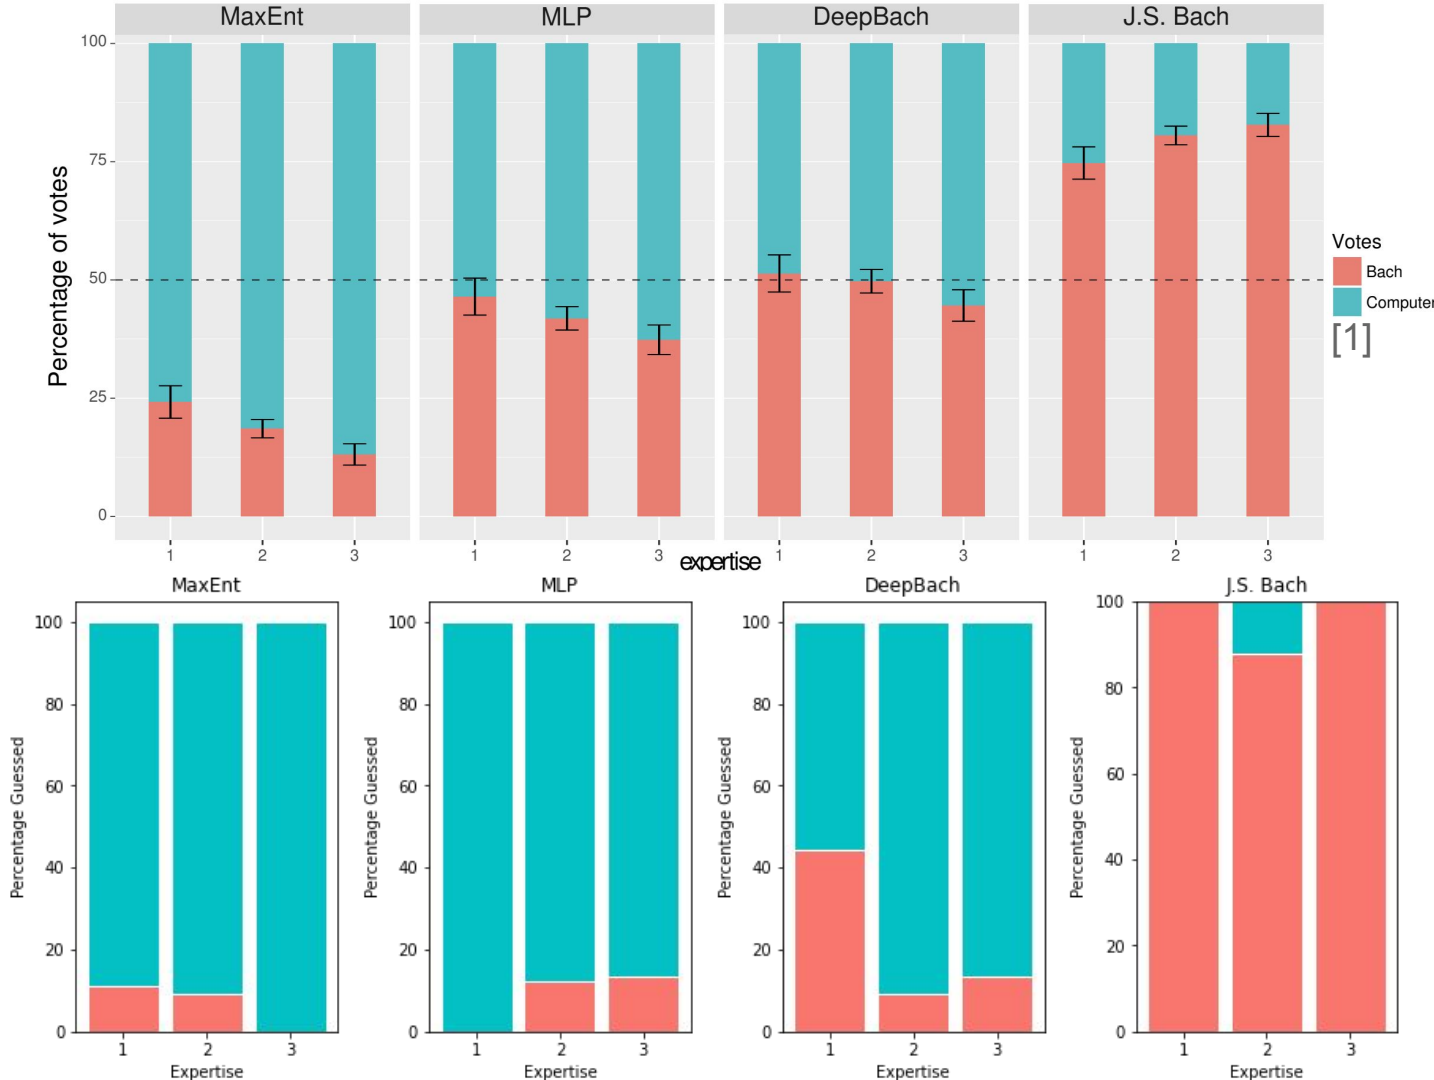 MaxEnt MLP DeepBach J.S. Bach
Percentage of votes
100
75
50
25
0
Votes
Bach
Computer
[1]
1 2 3 1 2 3 1 2 3 1 2 3
expertise
MaxEnt
Percentage Guessed
100
80
60
40
20
0
1 2 3
Expertise
MLP
Percentage Guessed
100
80
60
40
20
0
1 2 3
Expertise
DeepBach
Percentage Guessed
100
80
60
40
20
0
1 2 3
Expertise
J.S. Bach
Percentage Guessed
100
80
60
40
20
0
1 2 3
Expertise